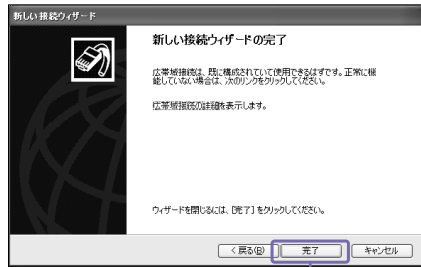 新しい接続ウィザード
新しい接続ウィザードの完了
広帯域接続は、既に構成されていて使用できるはずです。正常に機
能していない場合は、次のリンクをクリックしてください。
広帯域接続の詳細を表示します。
ウィザードを閉じるには、[完了] をクリックしてください。
< 戻る(B)
完了
キャンセル